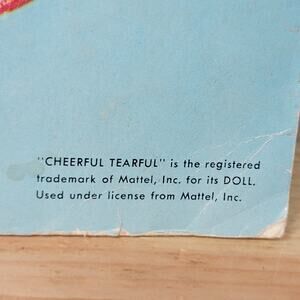 "CHEERFUL TEARFUL" is the registered
trademark of Mattel, Inc. for its DOLL.
Used under license from Mattel, Inc.